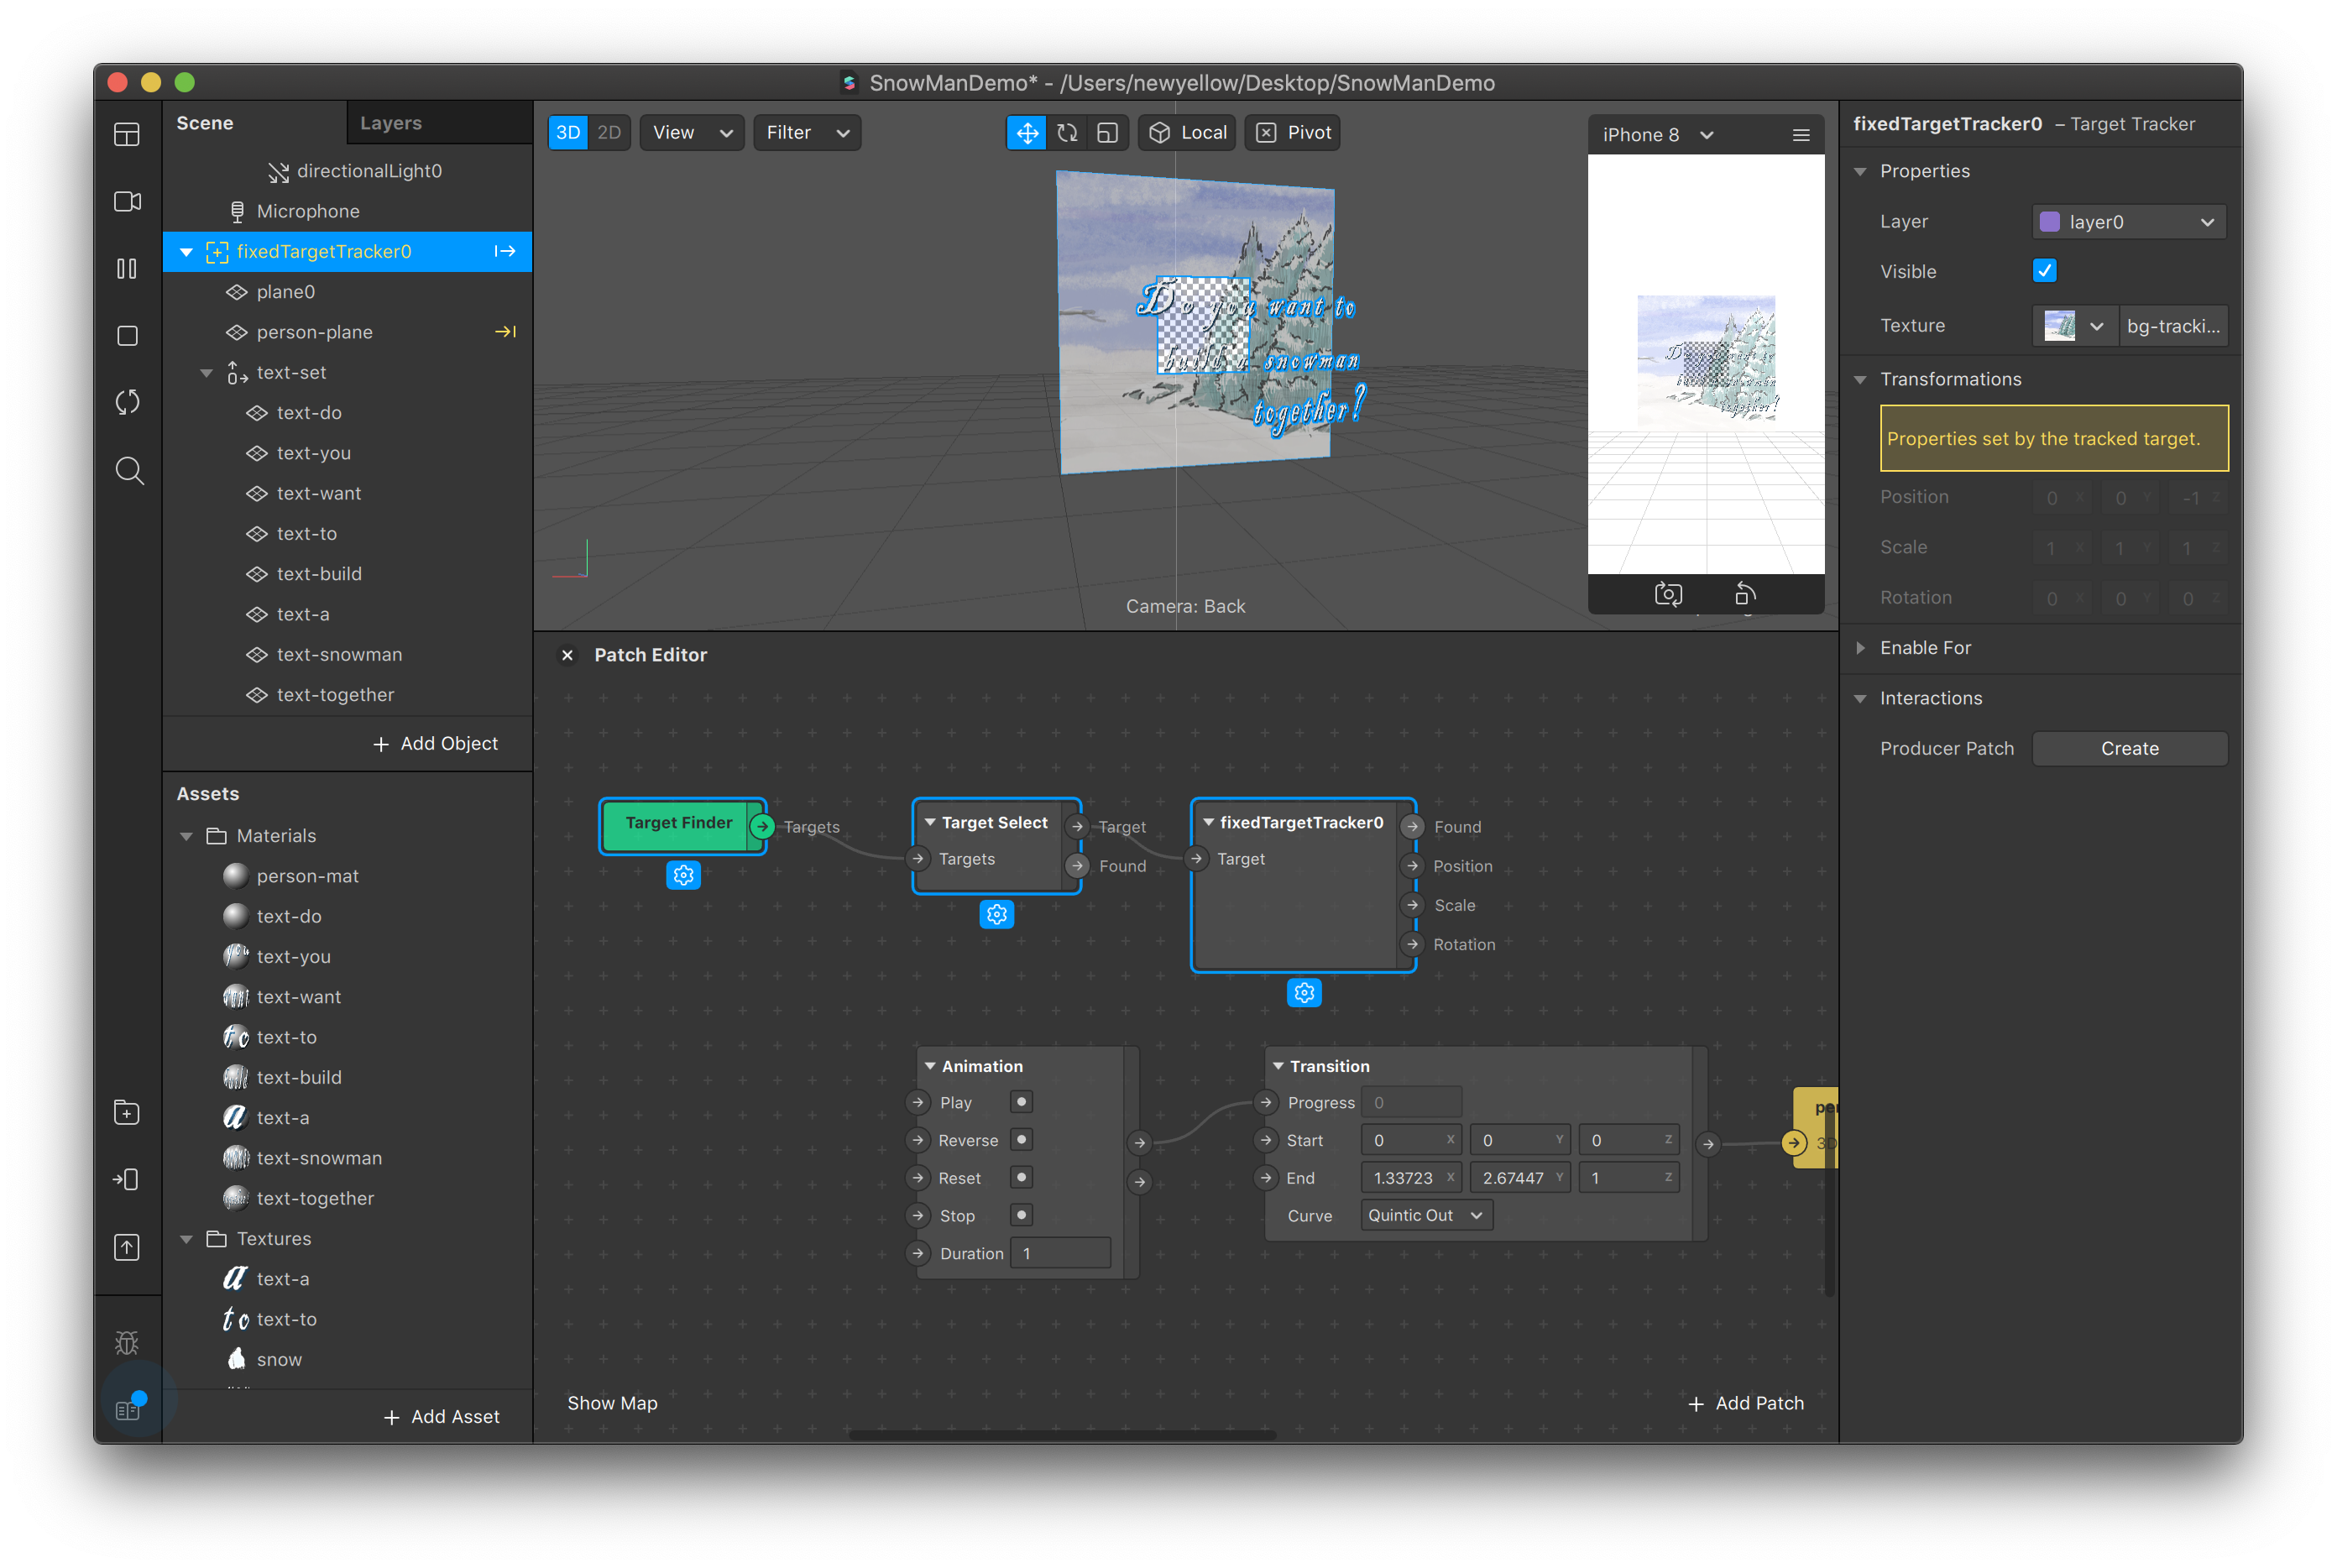 SnowManDemo* - /Users/newyellow/Desktop/SnowManDemo
Scene
Layers
directionalLight0
Microphone
fixedTargetTracker0
plane0
person-plane
text-set
text-do
text-you
text-want
text-to
text-build
text-a
text-snowman
text-together
Add Object
Assets
Materials
person-mat
text-do
text-you
text-want
text-to
text-build
text-a
text-snowman
text-together
Textures
text-a
text-to
snow
Add Asset
3D 2D View Filter
Local Pivot
Do you want to
build a snowman
together?
Camera: Back
iPhone 8
Do you want to
build a snowman
together?
Patch Editor
Target Finder
Targets
Target Select
Targets
Target
Found
fixedTargetTracker0
Target
Found
Position
Scale
Rotation
Animation
Play
Reverse
Reset
Stop
Duration 1
Transition
Progress 0
Start 0 X 0 Y 0 Z
End 1.33723 X 2.67447 Y 1 Z
Curve Quintic Out
per
3D
Show Map
Add Patch
fixedTargetTracker0 – Target Tracker
Properties
Layer layer0
Visible
Texture bg-tracki...
Transformations
Properties set by the tracked target.
Position 0 X 0 Y -1 Z
Scale 1 X 1 Y 1 Z
Rotation 0 X 0 Y 0 Z
Enable For
Interactions
Producer Patch Create